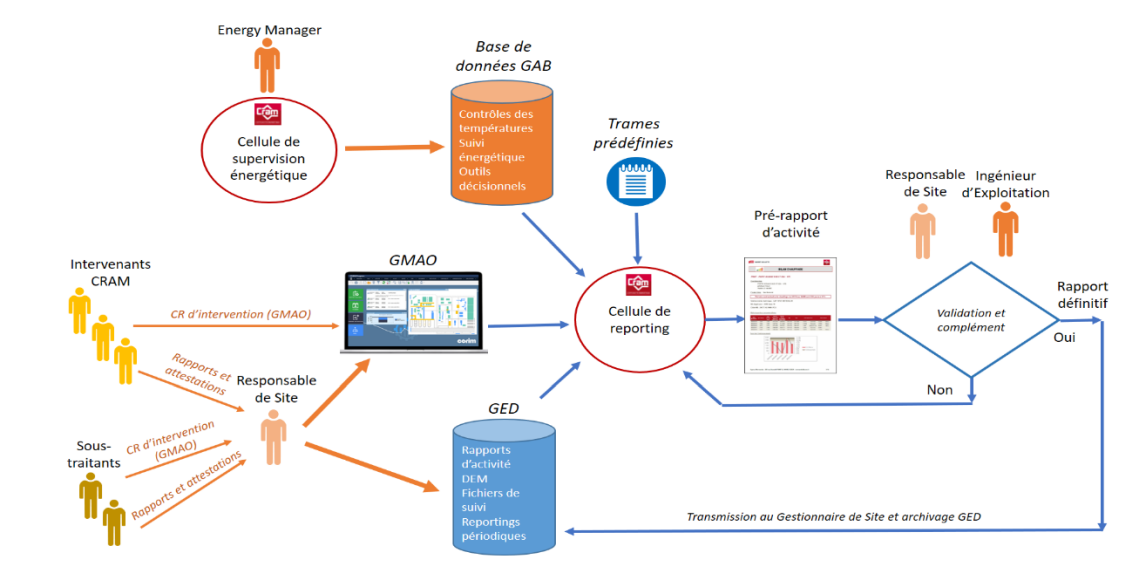 Energy Manager
Cram
Cellule de
supervision
énergétique
Base de
données GAB
Contrôles des
températures
Suivi
énergétique
Outils
décisionnels
Trames
prédéfinies
Responsable
de Site
Ingénieur
d’Exploitation
Pré-rapport
d’activité
Intervenants
CRAM
GMAO
CR d’intervention (GMAO)
Cram
Cellule de
reporting
Validation et
complément
Rapport
définitif
Oui
Non
Rapports et
attestations
Responsable
de Site
Sous-
traitants
CR d’intervention
(GMAO)
Rapports et attestations
GED
Rapports
d’activité
DEM
Fichiers de
suivi
Reportings
périodiques
Transmission au Gestionnaire de Site et archivage GED